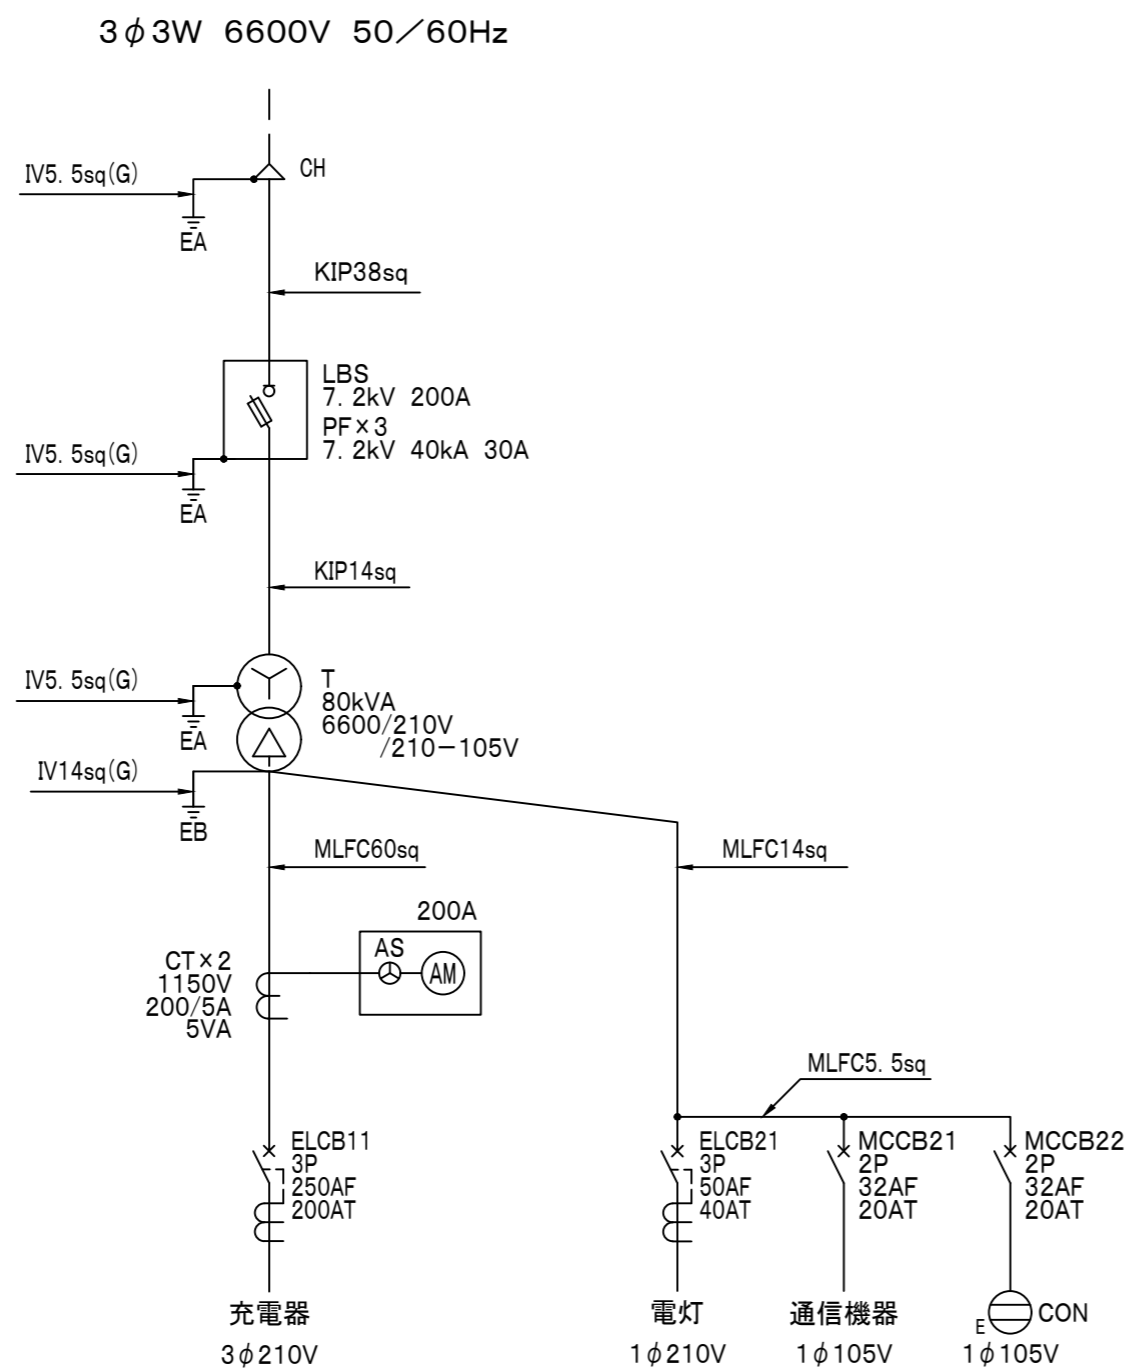 3φ3W 6600V 50／60Hz
IV5.5sq(G)
CH
EA
KIP38sq
LBS
7.2kV 200A
PF×3
7.2kV 40kA 30A
IV5.5sq(G)
EA
KIP14sq
IV5.5sq(G)
T
80kVA
6600/210V
/210−105V
EA
IV14sq(G)
EB
MLFC60sq
MLFC14sq
200A
AS
AM
CT×2
1150V
200/5A
5VA
MLFC5.5sq
ELCB11
3P
250AF
200AT
ELCB21
3P
50AF
40AT
MCCB21
2P
32AF
20AT
MCCB22
2P
32AF
20AT
充電器
3φ210V
電灯
1φ210V
通信機器
1φ105V
E
CON
1φ105V